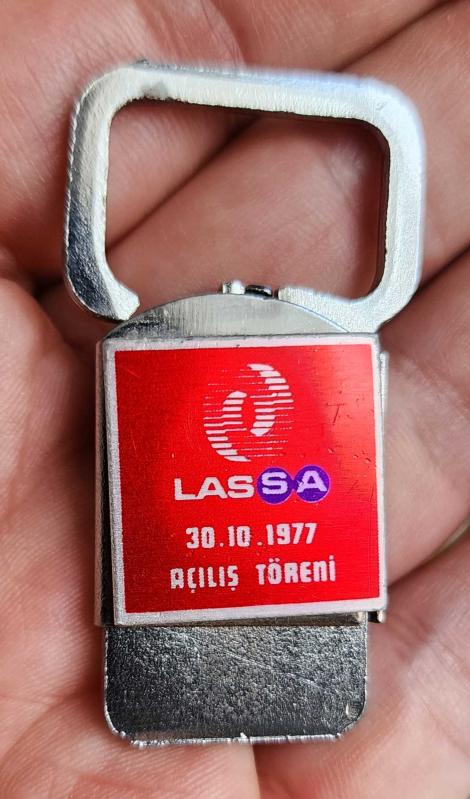 LASSA
30.10.1977
AÇILIŞ TÖRENİ